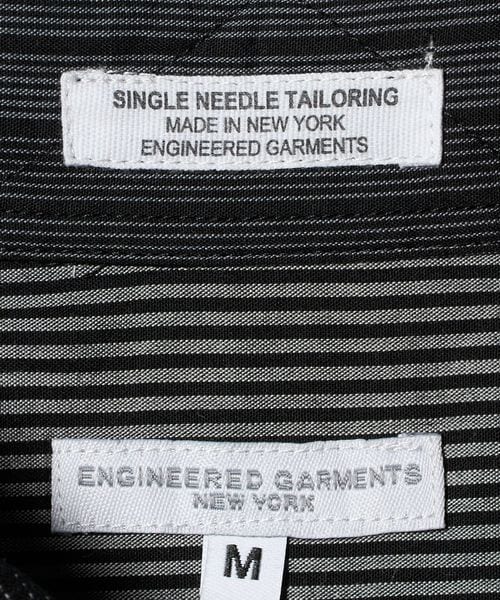 SINGLE NEEDLE TAILORING
MADE IN NEW YORK
ENGINEERED GARMENTS
ENGINEERED GARMENTS
NEW YORK
M